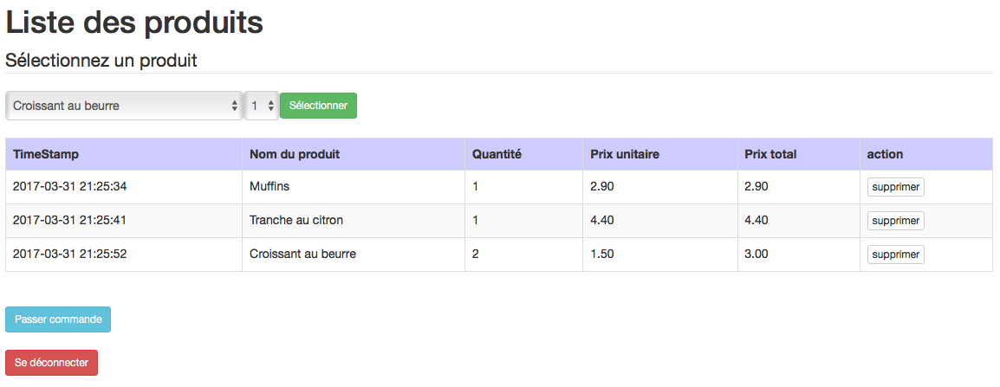 Liste des produits
Sélectionnez un produit
Croissant au beurre 1 Sélectionner
TimeStamp Nom du produit Quantité Prix unitaire Prix total action
2017-03-31 21:25:34 Muffins 1 2.90 2.90 supprimer
2017-03-31 21:25:41 Tranche au citron 1 4.40 4.40 supprimer
2017-03-31 21:25:52 Croissant au beurre 2 1.50 3.00 supprimer
Passer commande
Se déconnecter